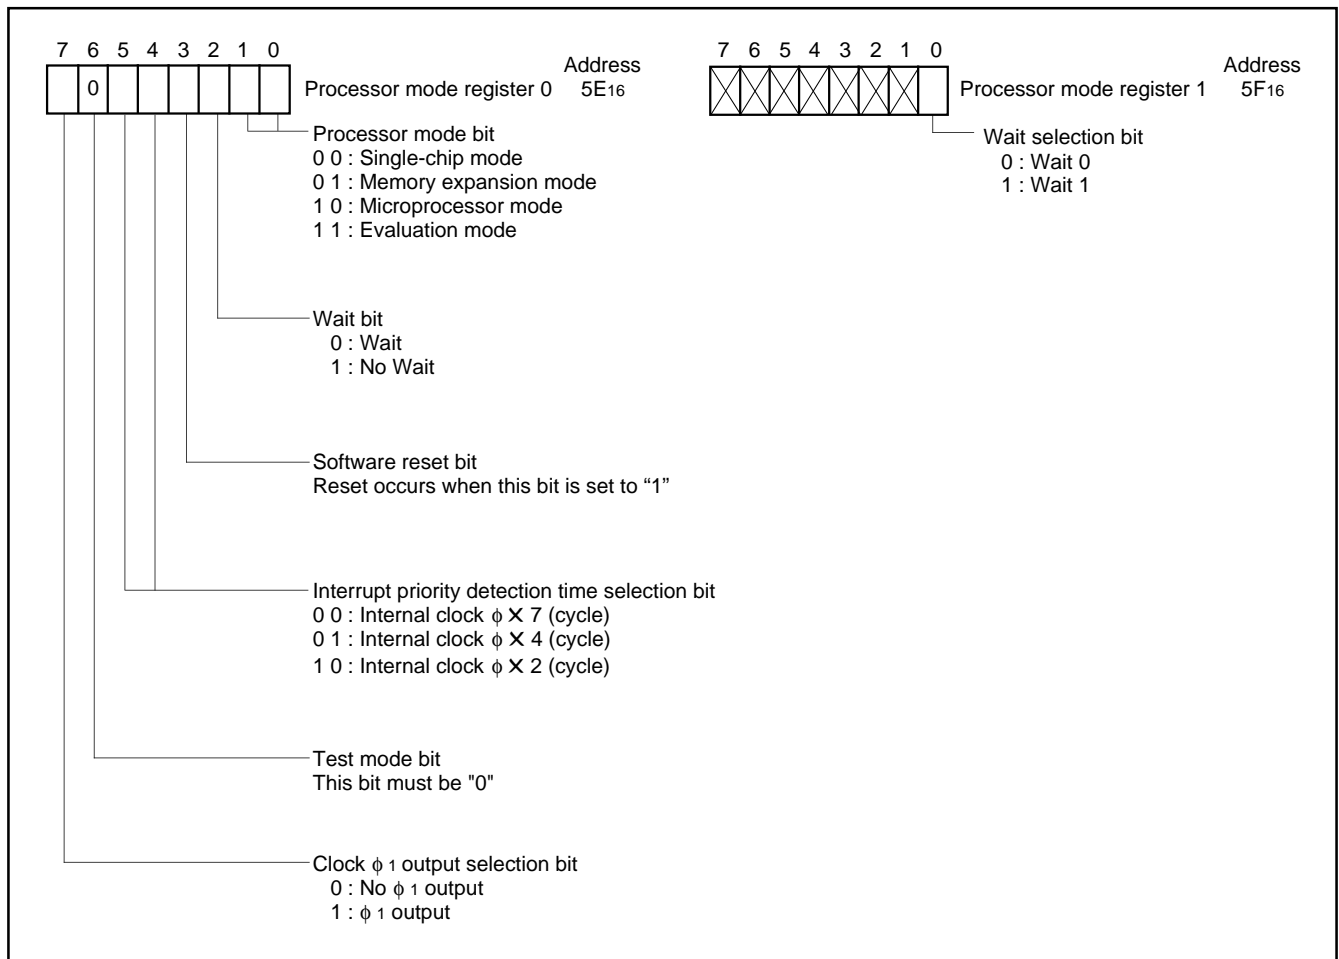 7 6 5 4 3 2 1 0
Address
0
Processor mode register 0 5E16
Processor mode bit
0 0 : Single-chip mode
0 1 : Memory expansion mode
1 0 : Microprocessor mode
1 1 : Evaluation mode
Wait bit
0 : Wait
1 : No Wait
Software reset bit
Reset occurs when this bit is set to “1”
Interrupt priority detection time selection bit
0 0 : Internal clock ϕ × 7 (cycle)
0 1 : Internal clock ϕ × 4 (cycle)
1 0 : Internal clock ϕ × 2 (cycle)
Test mode bit
This bit must be "0"
Clock ϕ 1 output selection bit
0 : No ϕ 1 output
1 : ϕ 1 output
7 6 5 4 3 2 1 0
Address
Processor mode register 1 5F16
Wait selection bit
0 : Wait 0
1 : Wait 1